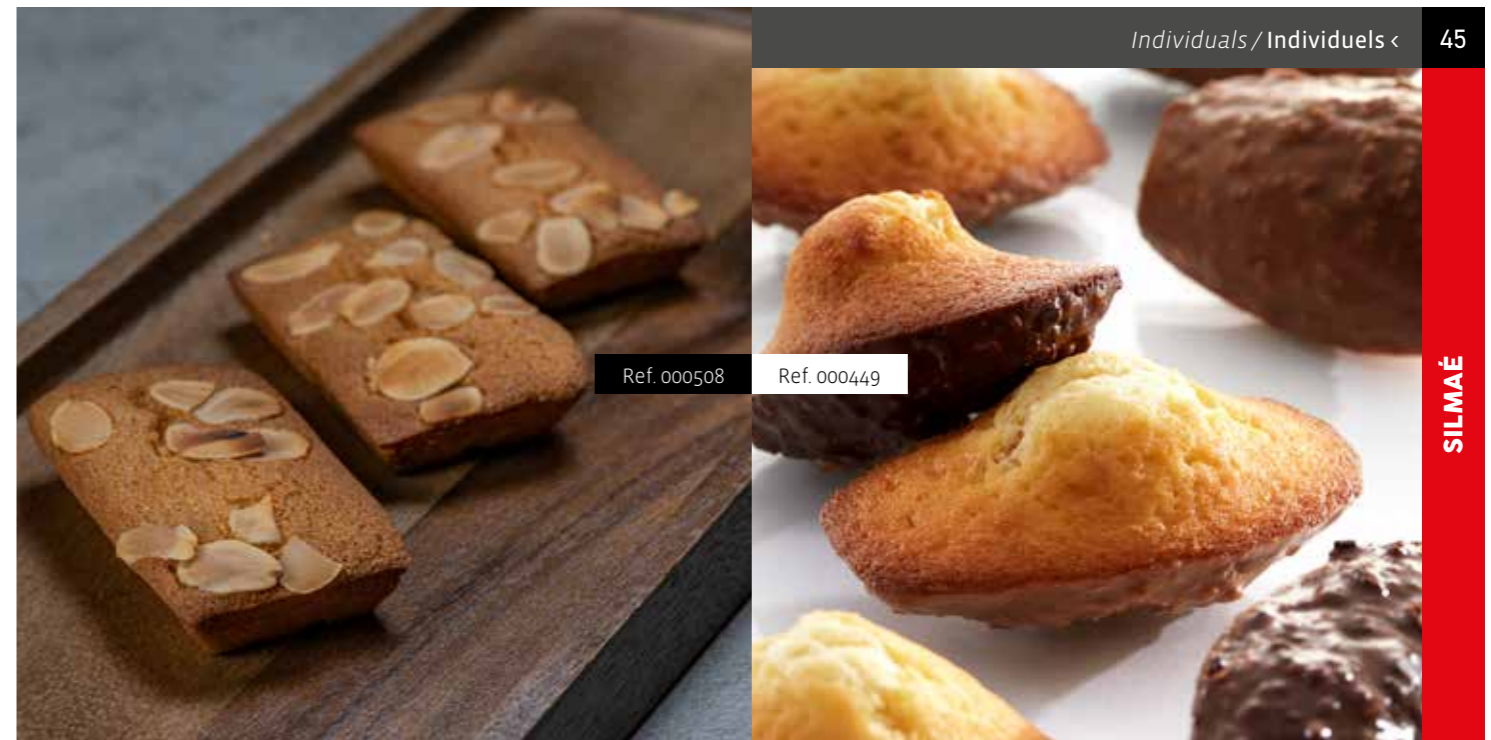 Individuals / Individuels ‹
45
Ref. 000508
Ref. 000449
SILMAÉ